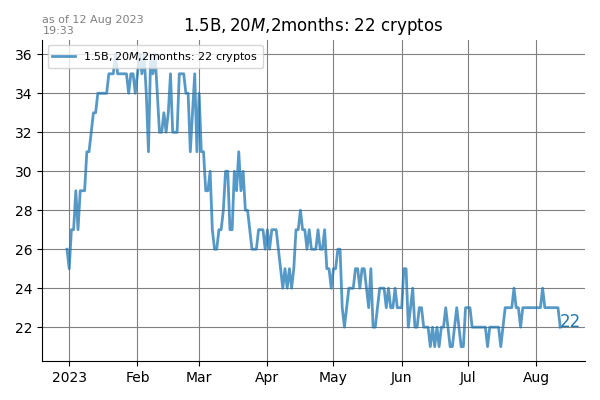 as of 12 Aug 2023
19:33
1.5B, 20M,2months: 22 cryptos
1.5B, 20M,2months: 22 cryptos
36
34
32
30
28
26
24
22
22
2023 Feb Mar Apr May Jun Jul Aug